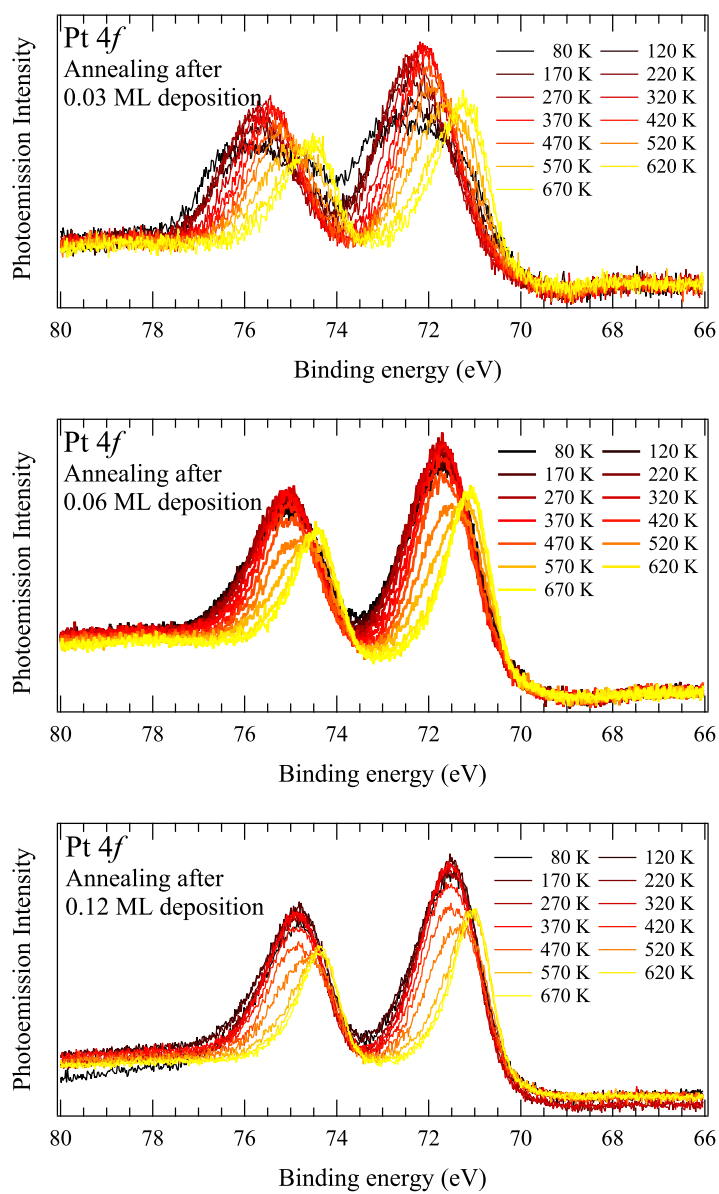 Pt 4f
Annealing after
0.03 ML deposition
80 K 120 K
170 K 220 K
270 K 320 K
370 K 420 K
470 K 520 K
570 K 620 K
670 K
Photoemission Intensity
80 78 76 74 72 70 68 66
Binding energy (eV)
Pt 4f
Annealing after
0.06 ML deposition
80 K 120 K
170 K 220 K
270 K 320 K
370 K 420 K
470 K 520 K
570 K 620 K
670 K
Photoemission Intensity
80 78 76 74 72 70 68 66
Binding energy (eV)
Pt 4f
Annealing after
0.12 ML deposition
80 K 120 K
170 K 220 K
270 K 320 K
370 K 420 K
470 K 520 K
570 K 620 K
670 K
Photoemission Intensity
80 78 76 74 72 70 68 66
Binding energy (eV)